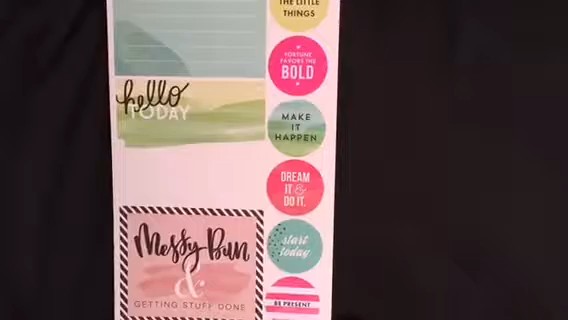 THE LITTLE
THINGS
FORTUNE
FAVORS THE
BOLD
hello
TODAY
MAKE
IT
HAPPEN
DREAM
IT &
DO IT.
start
today
Messy Bun
&
GETTING STUFF DONE
BE PRESENT